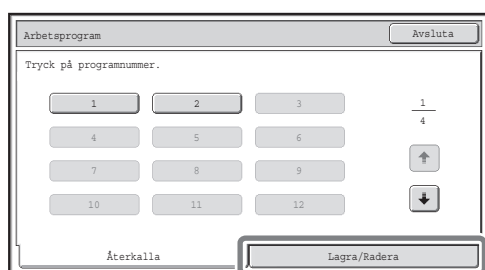 Arbetsprogram Avsluta
Tryck på programnummer.
1 2 3 1
4
4 5 6
7 8 9
10 11 12
Återkalla Lagra/Radera